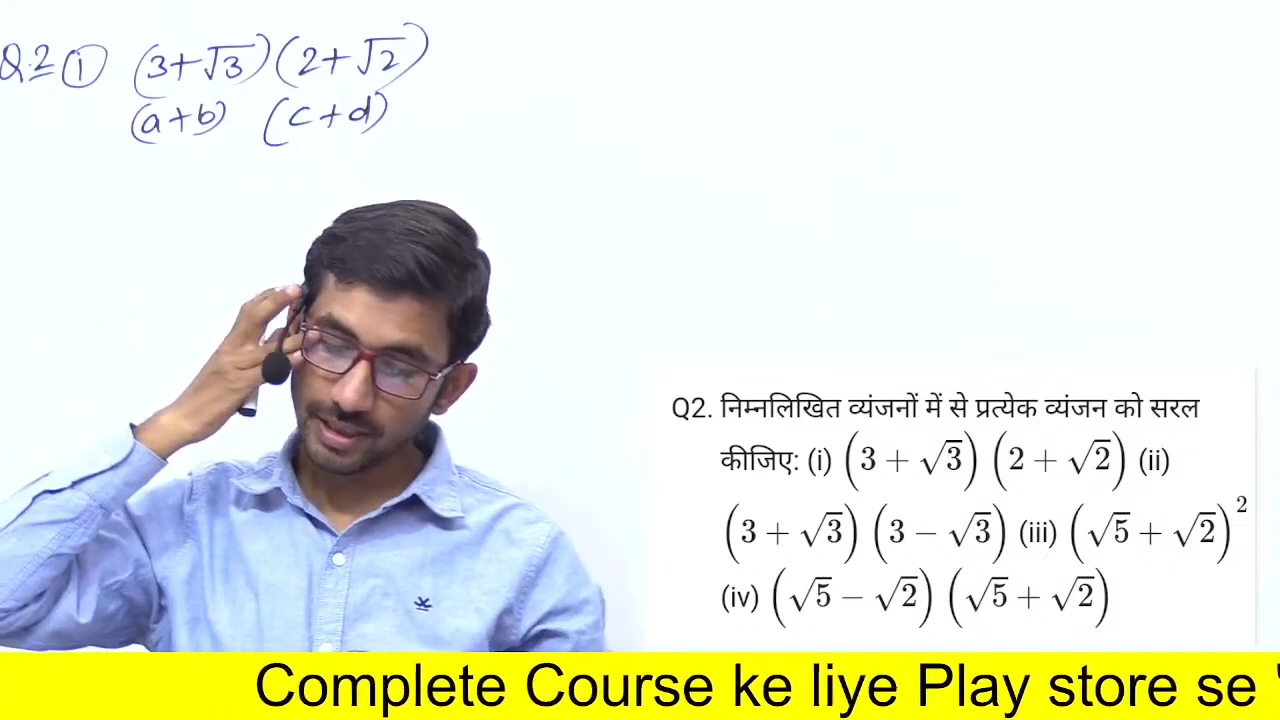 Q.2 (i) (3+√3)(2+√2)
(a+b) (c+d)
Q2. निम्नलिखित व्यंजनों में से प्रत्येक व्यंजन को सरल
कीजिए: (i) (3 + √3) (2 + √2) (ii)
(3 + √3) (3 − √3) (iii) (√5 + √2)²
(iv) (√5 − √2) (√5 + √2)
Complete Course ke liye Play store se '